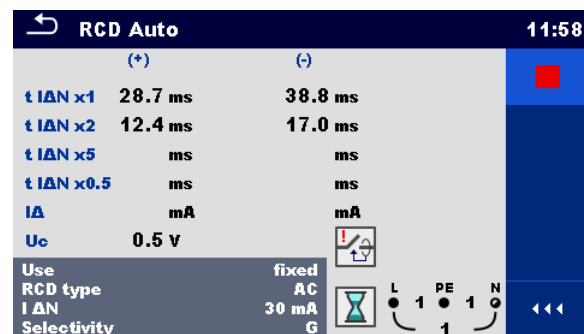 RCD Auto 11:58
(+) (-)
t IΔN x1 28.7 ms 38.8 ms
t IΔN x2 12.4 ms 17.0 ms
t IΔN x5 ms ms
t IΔN x0.5 ms ms
IΔ mA mA
Uc 0.5 V
Use fixed
RCD type AC
I ΔN 30 mA
Selectivity G
L PE N
1 1
1